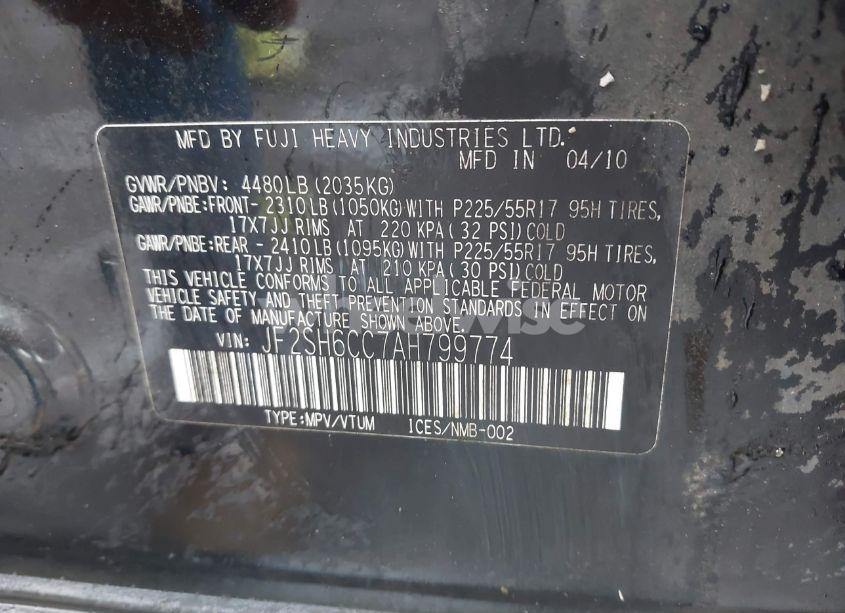 MFD BY FUJI HEAVY INDUSTRIES LTD.
MFD IN 04/10
GVWR/PNBV: 4480LB (2035KG)
GAWR/PNBE:FRONT- 2310LB (1050KG) WITH P225/55R17 95H TIRES,
17X7JJ RIMS AT 220 KPA ( 32 PSI) COLD
GAWR/PNBE:REAR - 2410LB (1095KG) WITH P225/55R17 95H TIRES,
17X7JJ RIMS AT 210 KPA ( 30 PSI) COLD
THIS VEHICLE CONFORMS TO ALL APPLICABLE FEDERAL MOTOR
VEHICLE SAFETY AND THEFT PREVENTION STANDARDS IN EFFECT ON
THE DATE OF MANUFACTURE SHOWN ABOVE.
VIN: JF2SH6CC7AH799774
TYPE:MPV/VTUM ICES/NMB-002